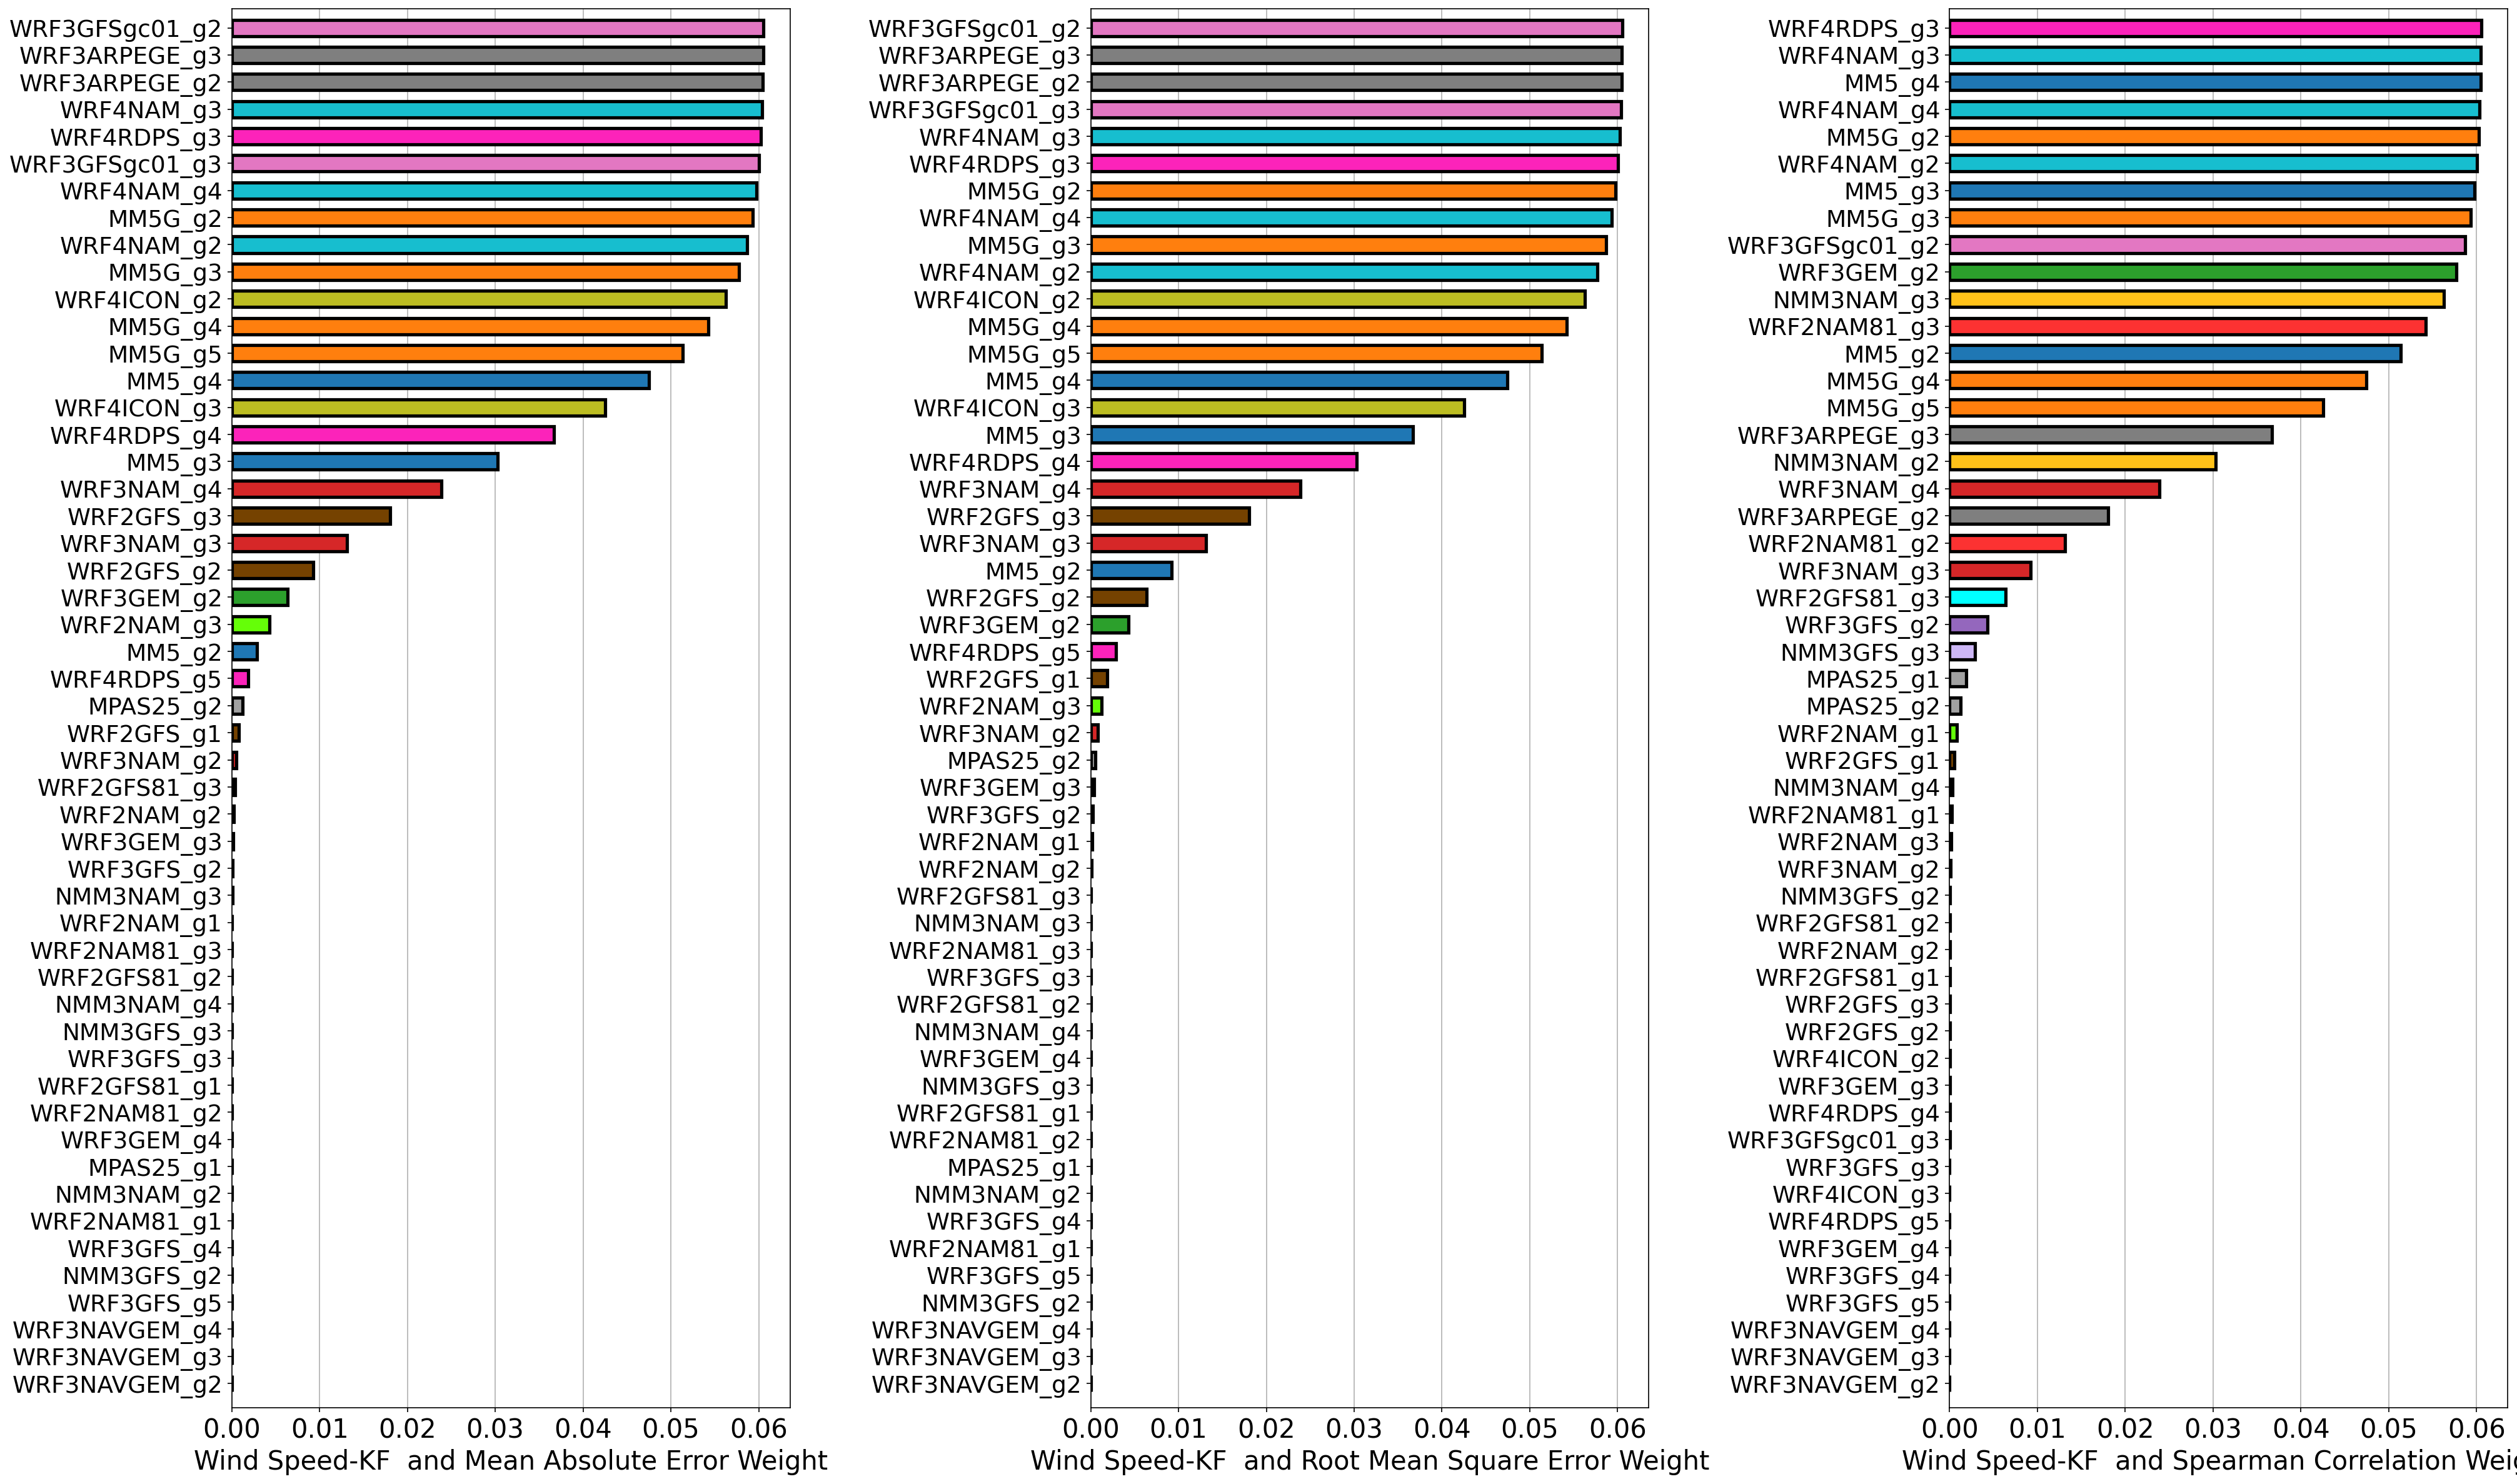 WRF3GFSgc01_g2
WRF3ARPEGE_g3
WRF3ARPEGE_g2
WRF4NAM_g3
WRF4RDPS_g3
WRF3GFSgc01_g3
WRF4NAM_g4
MM5G_g2
WRF4NAM_g2
MM5G_g3
WRF4ICON_g2
MM5G_g4
MM5G_g5
MM5_g4
WRF4ICON_g3
WRF4RDPS_g4
MM5_g3
WRF3NAM_g4
WRF2GFS_g3
WRF3NAM_g3
WRF2GFS_g2
WRF3GEM_g2
WRF2NAM_g3
MM5_g2
WRF4RDPS_g5
MPAS25_g2
WRF2GFS_g1
WRF3NAM_g2
WRF2GFS81_g3
WRF2NAM_g2
WRF3GEM_g3
WRF3GFS_g2
NMM3NAM_g3
WRF2NAM_g1
WRF2NAM81_g3
WRF2GFS81_g2
NMM3NAM_g4
NMM3GFS_g3
WRF3GFS_g3
WRF2GFS81_g1
WRF2NAM81_g2
WRF3GEM_g4
MPAS25_g1
NMM3NAM_g2
WRF2NAM81_g1
WRF3GFS_g4
NMM3GFS_g2
WRF3GFS_g5
WRF3NAVGEM_g4
WRF3NAVGEM_g3
WRF3NAVGEM_g2
0.00 0.01 0.02 0.03 0.04 0.05 0.06
Wind Speed-KF  and Mean Absolute Error Weight
WRF3GFSgc01_g2
WRF3ARPEGE_g3
WRF3ARPEGE_g2
WRF3GFSgc01_g3
WRF4NAM_g3
WRF4RDPS_g3
MM5G_g2
WRF4NAM_g4
MM5G_g3
WRF4NAM_g2
WRF4ICON_g2
MM5G_g4
MM5G_g5
MM5_g4
WRF4ICON_g3
MM5_g3
WRF4RDPS_g4
WRF3NAM_g4
WRF2GFS_g3
WRF3NAM_g3
MM5_g2
WRF2GFS_g2
WRF3GEM_g2
WRF4RDPS_g5
WRF2GFS_g1
WRF2NAM_g3
WRF3NAM_g2
MPAS25_g2
WRF3GEM_g3
WRF3GFS_g2
WRF2NAM_g1
WRF2NAM_g2
WRF2GFS81_g3
NMM3NAM_g3
WRF2NAM81_g3
WRF3GFS_g3
WRF2GFS81_g2
NMM3NAM_g4
WRF3GEM_g4
NMM3GFS_g3
WRF2GFS81_g1
WRF2NAM81_g2
MPAS25_g1
NMM3NAM_g2
WRF3GFS_g4
WRF2NAM81_g1
WRF3GFS_g5
NMM3GFS_g2
WRF3NAVGEM_g4
WRF3NAVGEM_g3
WRF3NAVGEM_g2
0.00 0.01 0.02 0.03 0.04 0.05 0.06
Wind Speed-KF  and Root Mean Square Error Weight
WRF4RDPS_g3
WRF4NAM_g3
MM5_g4
WRF4NAM_g4
MM5G_g2
WRF4NAM_g2
MM5_g3
MM5G_g3
WRF3GFSgc01_g2
WRF3GEM_g2
NMM3NAM_g3
WRF2NAM81_g3
MM5_g2
MM5G_g4
MM5G_g5
WRF3ARPEGE_g3
NMM3NAM_g2
WRF3NAM_g4
WRF3ARPEGE_g2
WRF2NAM81_g2
WRF3NAM_g3
WRF2GFS81_g3
WRF3GFS_g2
NMM3GFS_g3
MPAS25_g1
MPAS25_g2
WRF2NAM_g1
WRF2GFS_g1
NMM3NAM_g4
WRF2NAM81_g1
WRF2NAM_g3
WRF3NAM_g2
NMM3GFS_g2
WRF2GFS81_g2
WRF2NAM_g2
WRF2GFS81_g1
WRF2GFS_g3
WRF2GFS_g2
WRF4ICON_g2
WRF3GEM_g3
WRF4RDPS_g4
WRF3GFSgc01_g3
WRF3GFS_g3
WRF4ICON_g3
WRF4RDPS_g5
WRF3GEM_g4
WRF3GFS_g4
WRF3GFS_g5
WRF3NAVGEM_g4
WRF3NAVGEM_g3
WRF3NAVGEM_g2
0.00 0.01 0.02 0.03 0.04 0.05 0.06
Wind Speed-KF  and Spearman Correlation